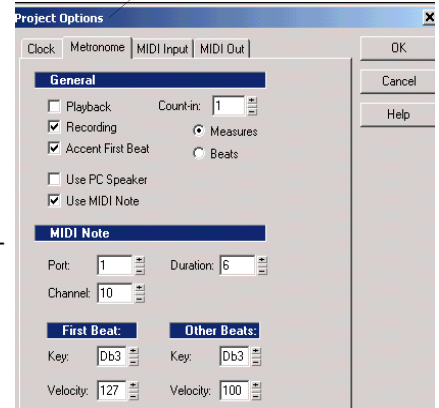 Project Options
Clock Metronome MIDI Input MIDI Out
OK
Cancel
Help
General
Playback Count-in: 1
Recording Measures
Accent First Beat Beats
Use PC Speaker
Use MIDI Note
MIDI Note
Port: 1 Duration: 6
Channel: 10
First Beat: Other Beats:
Key: Db3 Key: Db3
Velocity: 127 Velocity: 100